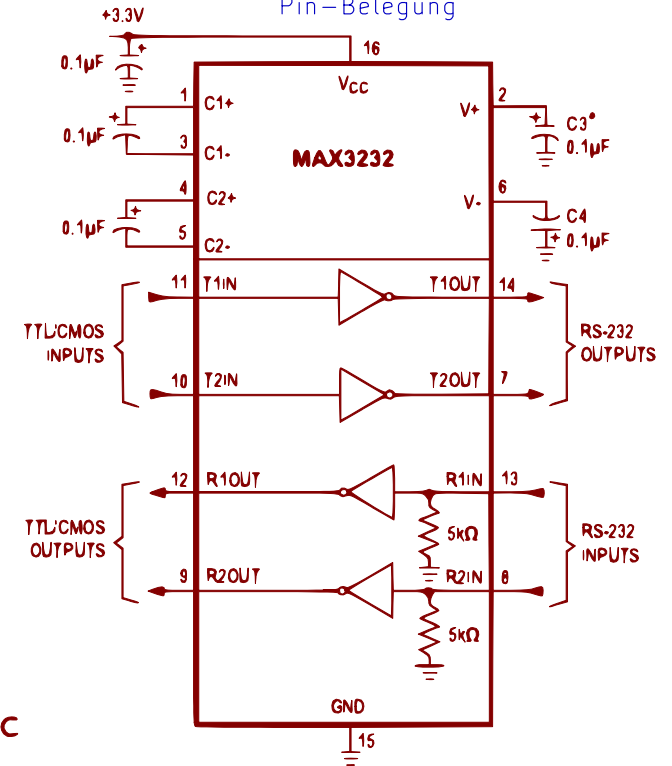 Pin-Belegung
+3.3V
16
0.1µF
VCC
1
C1+
V+
2
0.1µF
C3*
0.1µF
3
C1-
MAX3232
4
C2+
V-
6
0.1µF
C4
0.1µF
5
C2-
11
T1IN
T1OUT
14
TTL/CMOS
INPUTS
RS-232
OUTPUTS
10
T2IN
T2OUT
7
12
R1OUT
R1IN
13
5kΩ
TTL/CMOS
OUTPUTS
RS-232
INPUTS
9
R2OUT
R2IN
8
5kΩ
GND
15
C